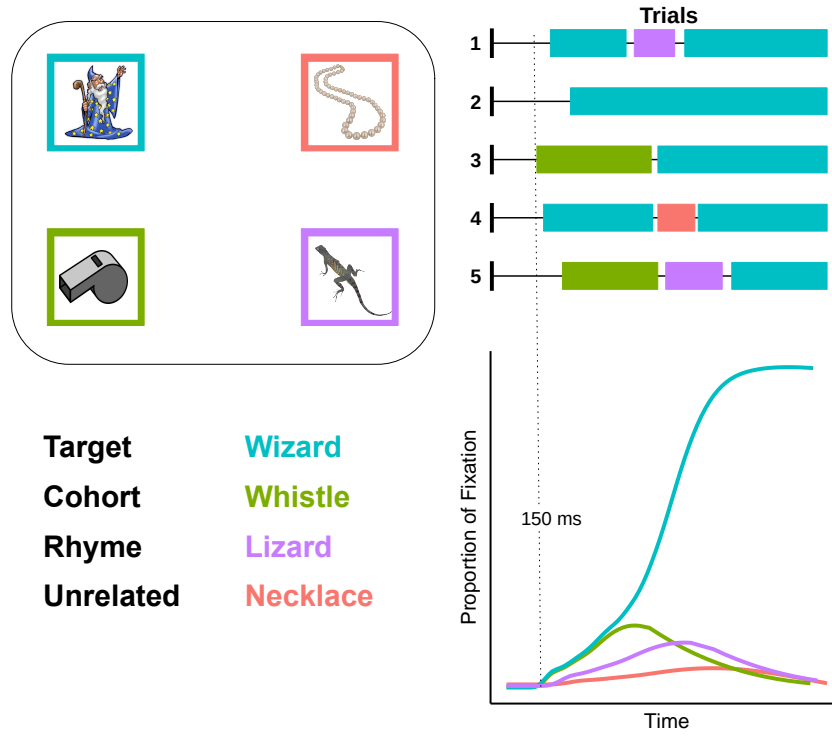 Trials
1
2
3
4
5
Target Wizard
Cohort Whistle
Rhyme Lizard
Unrelated Necklace
Proportion of Fixation
150 ms
Time